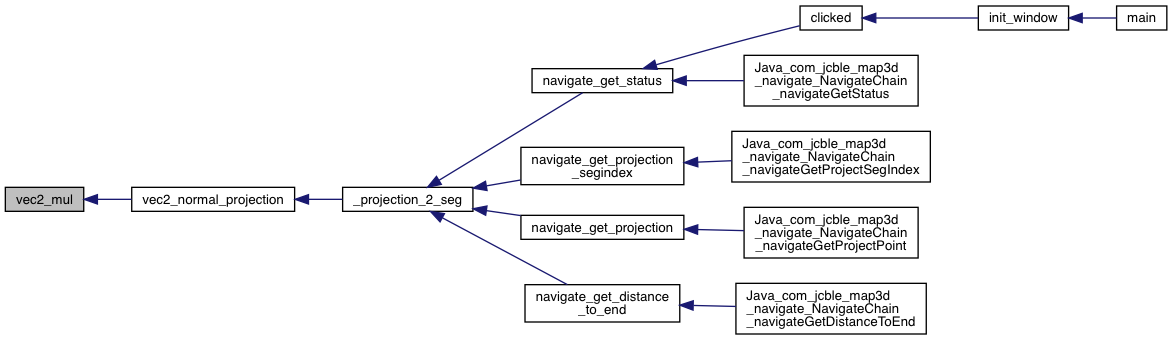 clicked
init_window
main
navigate_get_status
Java_com_jcble_map3d
_navigate_NavigateChain
_navigateGetStatus
navigate_get_projection
_segindex
Java_com_jcble_map3d
_navigate_NavigateChain
_navigateGetProjectSegIndex
vec2_mul
vec2_normal_projection
_projection_2_seg
navigate_get_projection
Java_com_jcble_map3d
_navigate_NavigateChain
_navigateGetProjectPoint
navigate_get_distance
_to_end
Java_com_jcble_map3d
_navigate_NavigateChain
_navigateGetDistanceToEnd